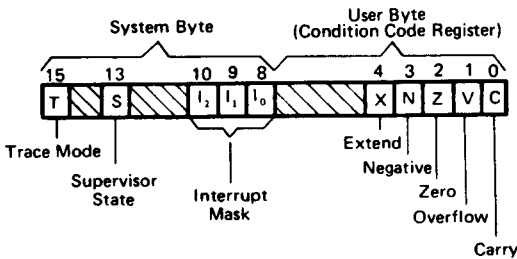 System Byte
User Byte
(Condition Code Register)
15 13 10 9 8 4 3 2 1 0
T S I₂ I₁ I₀ X N Z V C
Trace Mode
Supervisor
State
Interrupt
Mask
Extend
Negative
Zero
Overflow
Carry